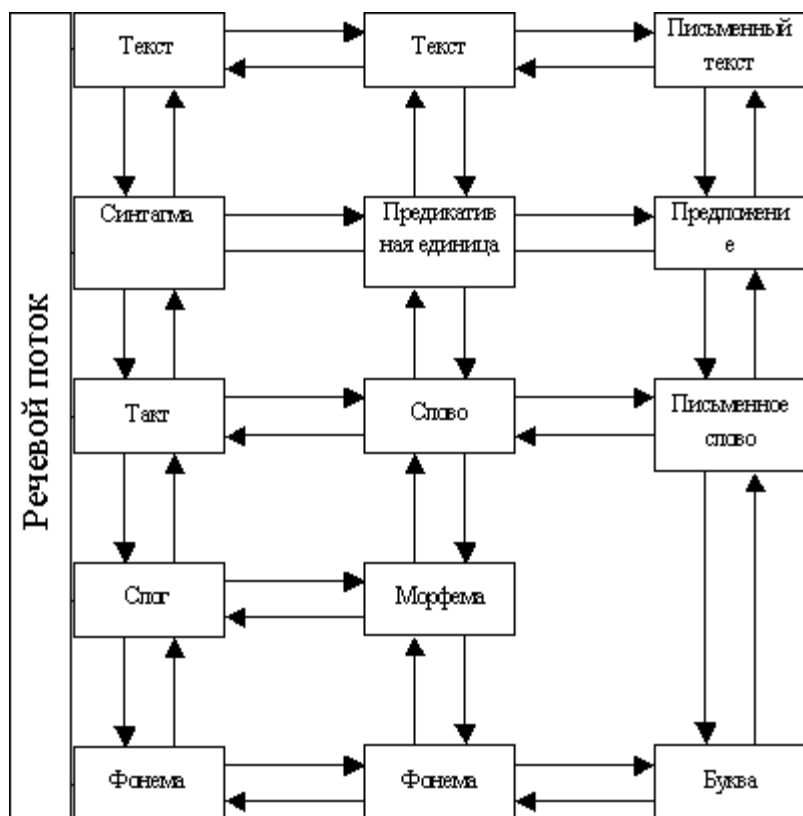 Речевой поток
Текст
Текст
Письменный
текст
Синтагма
Предикатив
ная единица
Предложени
е
Такт
Слово
Письменное
слово
Слог
Морфема
Фонема
Фонема
Буква